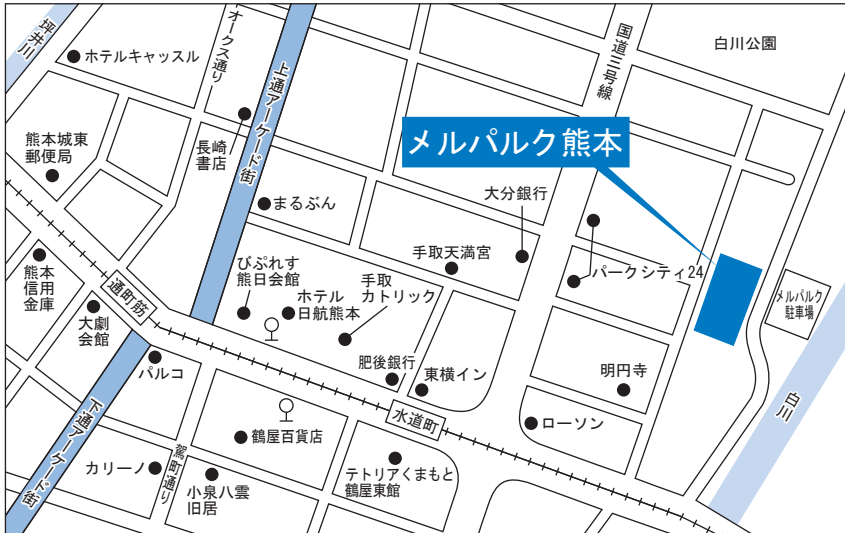 坪井川
ホテルキャッスル
オークス通り
上通アーケード街
国道三号線
白川公園
熊本城東
郵便局
長崎
書店
メルパルク熊本
まるぶん
大分銀行
手取天満宮
パークシティ24
びぷれす
熊日会館
ホテル
日航熊本
手取
カトリック
熊本
信用
金庫
通町筋
大劇
会館
メルパルク
駐車場
パルコ
肥後銀行
東横イン
明円寺
白川
下通アーケード街
鶴屋百貨店
水道町
ローソン
カリーノ
駕町通り
小泉八雲
旧居
テトリアくまもと
鶴屋東館